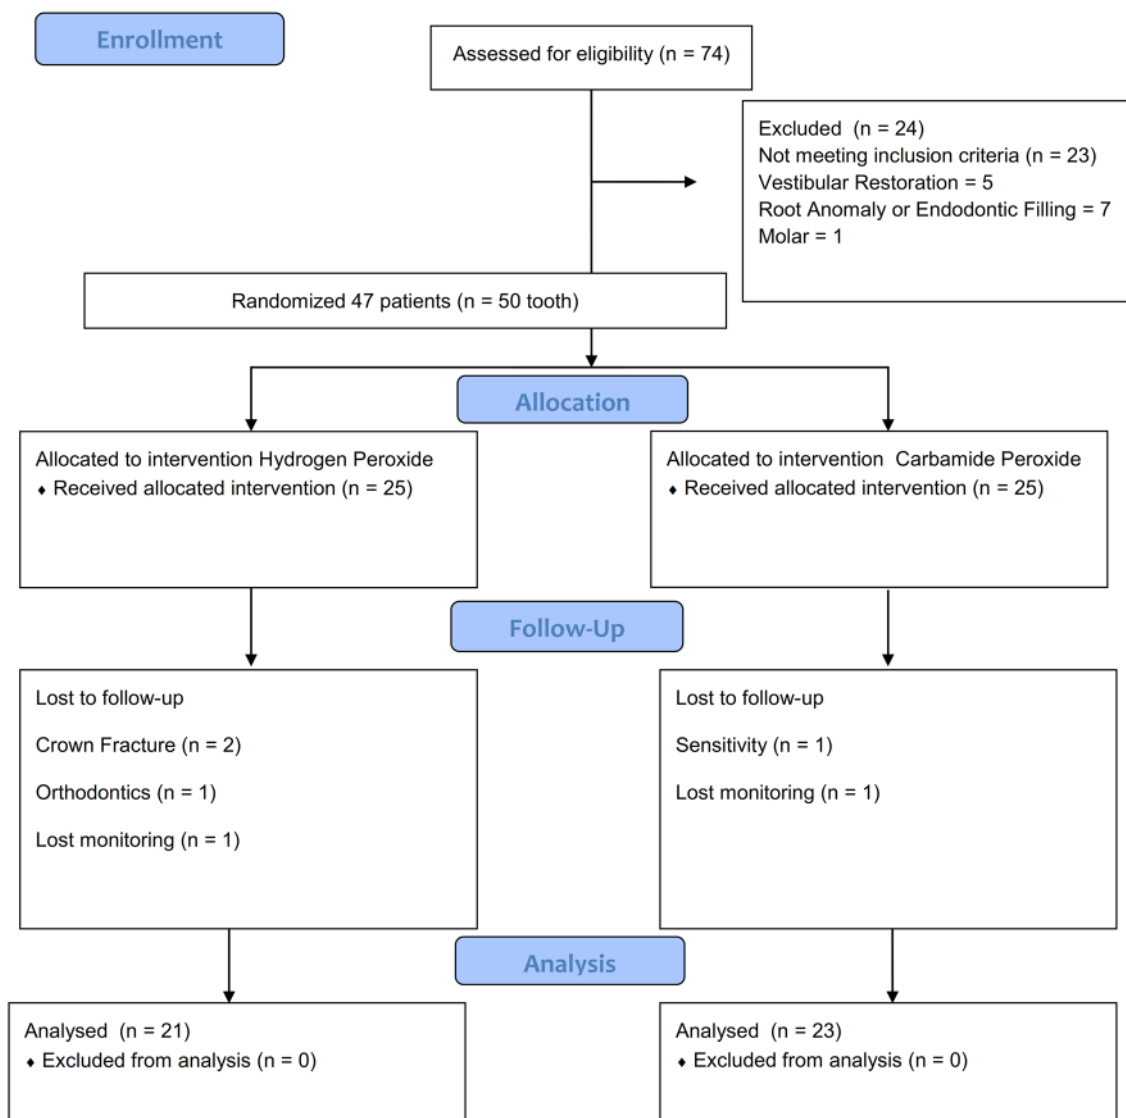 Enrollment
Assessed for eligibility (n = 74)
Excluded (n = 24)
Not meeting inclusion criteria (n = 23)
Vestibular Restoration = 5
Root Anomaly or Endodontic Filling = 7
Molar = 1
Randomized 47 patients (n = 50 tooth)
Allocation
Allocated to intervention Hydrogen Peroxide
♦ Received allocated intervention (n = 25)
Allocated to intervention Carbamide Peroxide
♦ Received allocated intervention (n = 25)
Follow-Up
Lost to follow-up
Crown Fracture (n = 2)
Orthodontics (n = 1)
Lost monitoring (n = 1)
Lost to follow-up
Sensitivity (n = 1)
Lost monitoring (n = 1)
Analysis
Analysed (n = 21)
♦ Excluded from analysis (n = 0)
Analysed (n = 23)
♦ Excluded from analysis (n = 0)